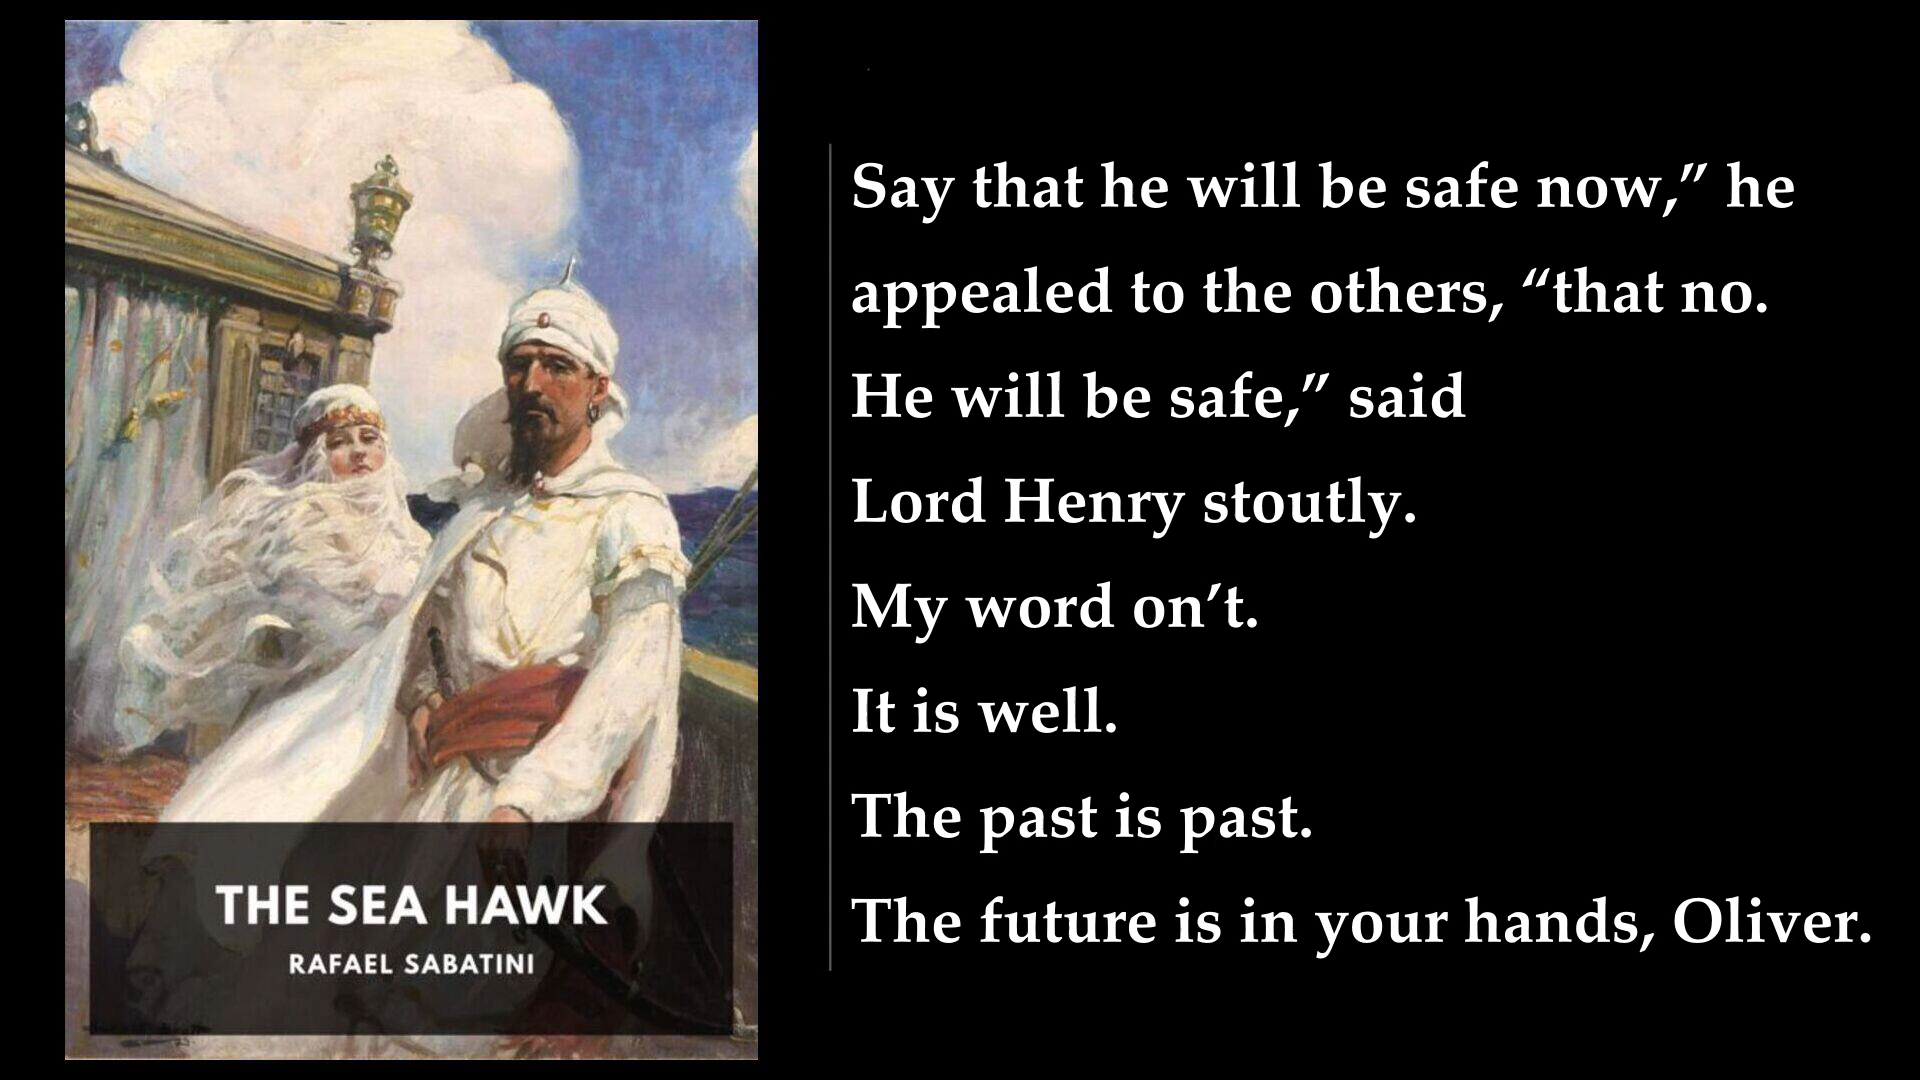 Say that he will be safe now,” he
appealed to the others, “that no.
He will be safe,” said
Lord Henry stoutly.
My word on’t.
It is well.
The past is past.
The future is in your hands, Oliver.
THE SEA HAWK
RAFAEL SABATINI